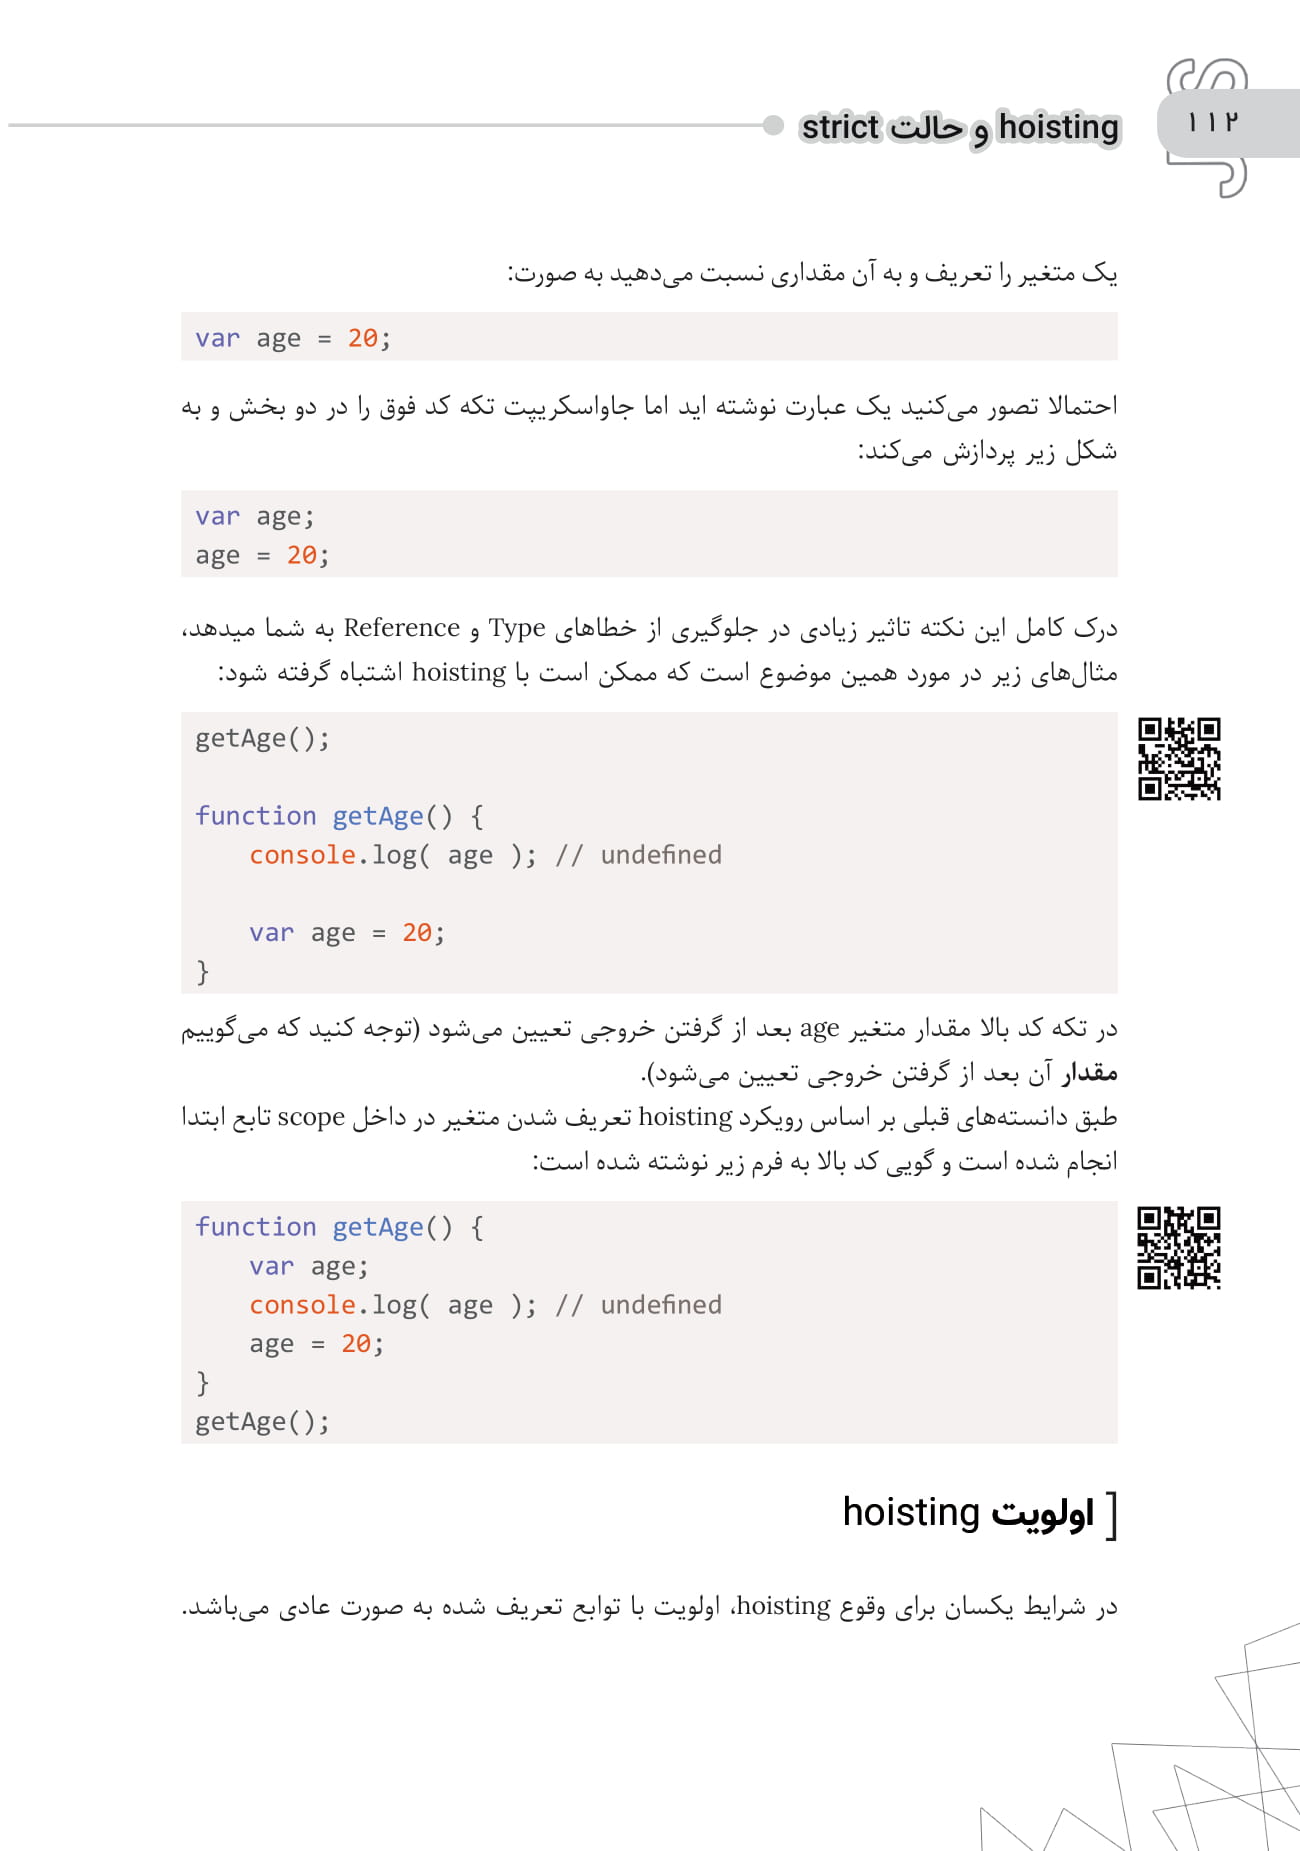 ۱۱۲
hoisting و حالت strict
یک متغیر را تعریف و به آن مقداری نسبت می‌دهید به صورت:
var age = 20;
احتمالا تصور می‌کنید یک عبارت نوشته اید اما جاواسکریپت تکه کد فوق را در دو بخش و به
شکل زیر پردازش می‌کند:
var age;
age = 20;
درک کامل این نکته تاثیر زیادی در جلوگیری از خطاهای Type و Reference به شما میدهد،
مثال‌های زیر در مورد همین موضوع است که ممکن است با hoisting اشتباه گرفته شود:
getAge();
function getAge() {
console.log( age ); // undefined
var age = 20;
}
در تکه کد بالا مقدار متغیر age بعد از گرفتن خروجی تعیین می‌شود (توجه کنید که می‌گوییم
مقدار آن بعد از گرفتن خروجی تعیین می‌شود).
طبق دانسته‌های قبلی بر اساس رویکرد hoisting تعریف شدن متغیر در داخل scope تابع ابتدا
انجام شده است و گویی کد بالا به فرم زیر نوشته شده است:
function getAge() {
var age;
console.log( age ); // undefined
age = 20;
}
getAge();
[ اولویت hoisting
در شرایط یکسان برای وقوع hoisting، اولویت با توابع تعریف شده به صورت عادی می‌باشد.